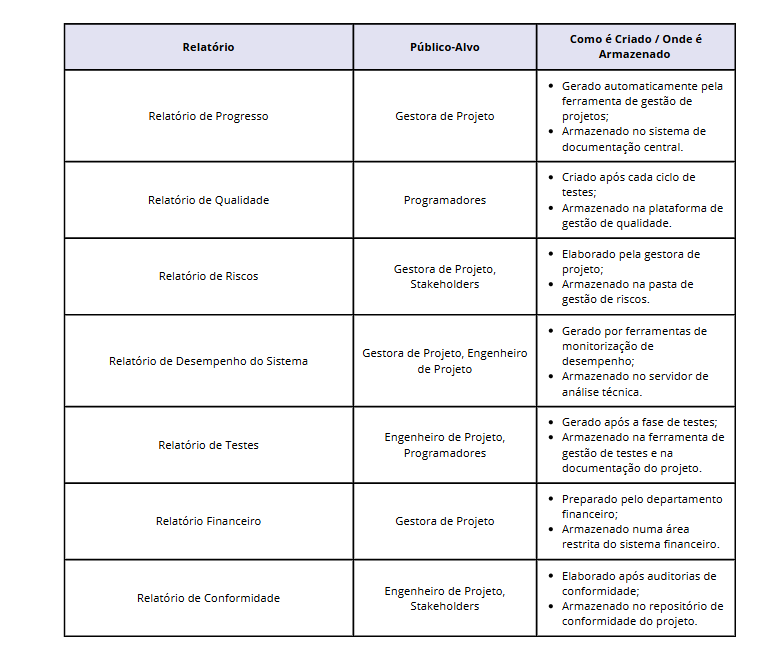 Relatório
Público-Alvo
Como é Criado / Onde é
Armazenado
Relatório de Progresso
Gestora de Projeto
• Gerado automaticamente pela
ferramenta de gestão de
projetos;
• Armazenado no sistema de
documentação central.
Relatório de Qualidade
Programadores
• Criado após cada ciclo de
testes;
• Armazenado na plataforma de
gestão de qualidade.
Relatório de Riscos
Gestora de Projeto,
Stakeholders
• Elaborado pela gestora de
projeto;
• Armazenado na pasta de
gestão de riscos.
Relatório de Desempenho do Sistema
Gestora de Projeto, Engenheiro
de Projeto
• Gerado por ferramentas de
monitorização de
desempenho;
• Armazenado no servidor de
análise técnica.
Relatório de Testes
Engenheiro de Projeto,
Programadores
• Gerado após a fase de testes;
• Armazenado na ferramenta de
gestão de testes e na
documentação do projeto.
Relatório Financeiro
Gestora de Projeto
• Preparado pelo departamento
financeiro;
• Armazenado numa área
restrita do sistema financeiro.
Relatório de Conformidade
Engenheiro de Projeto,
Stakeholders
• Elaborado após auditorias de
conformidade;
• Armazenado no repositório de
conformidade do projeto.